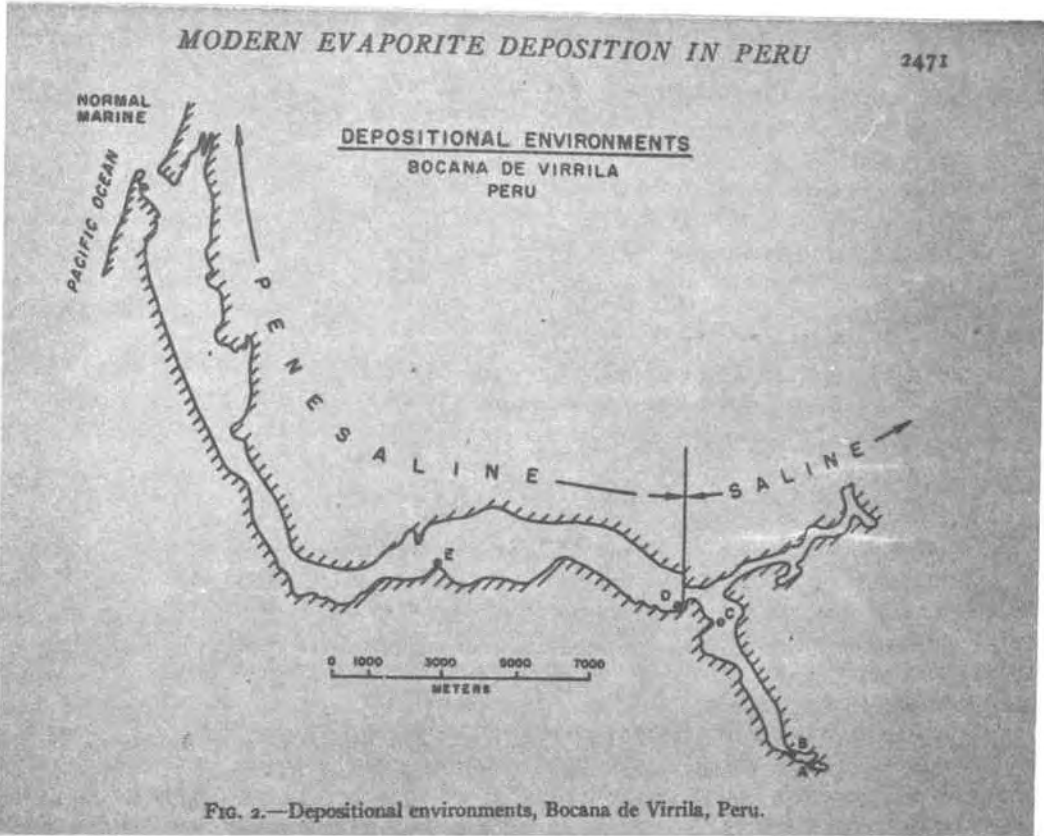 MODERN EVAPORITE DEPOSITION IN PERU 2471
NORMAL
MARINE
DEPOSITIONAL ENVIRONMENTS
BOCANA DE VIRRILA
PERU
PACIFIC OCEAN
PENESALINE
SALINE
E
D
C
B
A
0 1000 3000 5000 7000
METERS
FIG. 2.—Depositional environments, Bocana de Virrila, Peru.